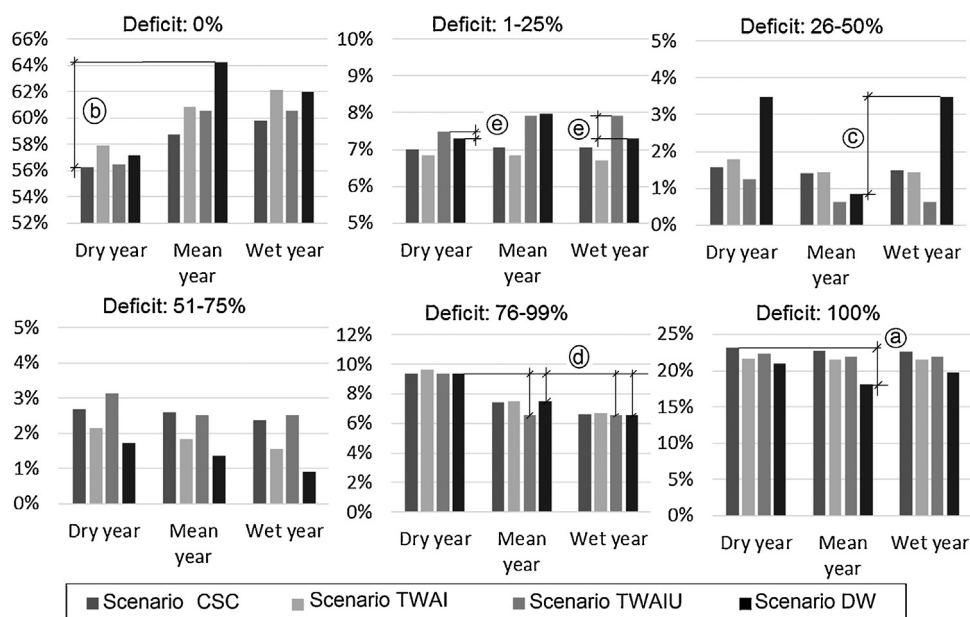 Deficit: 0%
66%
64%
62%
60%
58%
56%
54%
52%
b
Dry year
Mean
year
Wet year
Deficit: 1-25%
10%
9%
8%
7%
6%
5%
e
e
Dry year
Mean
year
Wet year
Deficit: 26-50%
5%
4%
3%
2%
1%
0%
c
Dry year
Mean
year
Wet year
Deficit: 51-75%
5%
4%
3%
2%
1%
0%
Dry year
Mean
year
Wet year
Deficit: 76-99%
12%
10%
8%
6%
4%
2%
0%
d
Dry year
Mean
year
Wet year
Deficit: 100%
25%
20%
15%
10%
5%
0%
a
Dry year
Mean
year
Wet year
Scenario CSC
Scenario TWAI
Scenario TWAIU
Scenario DW